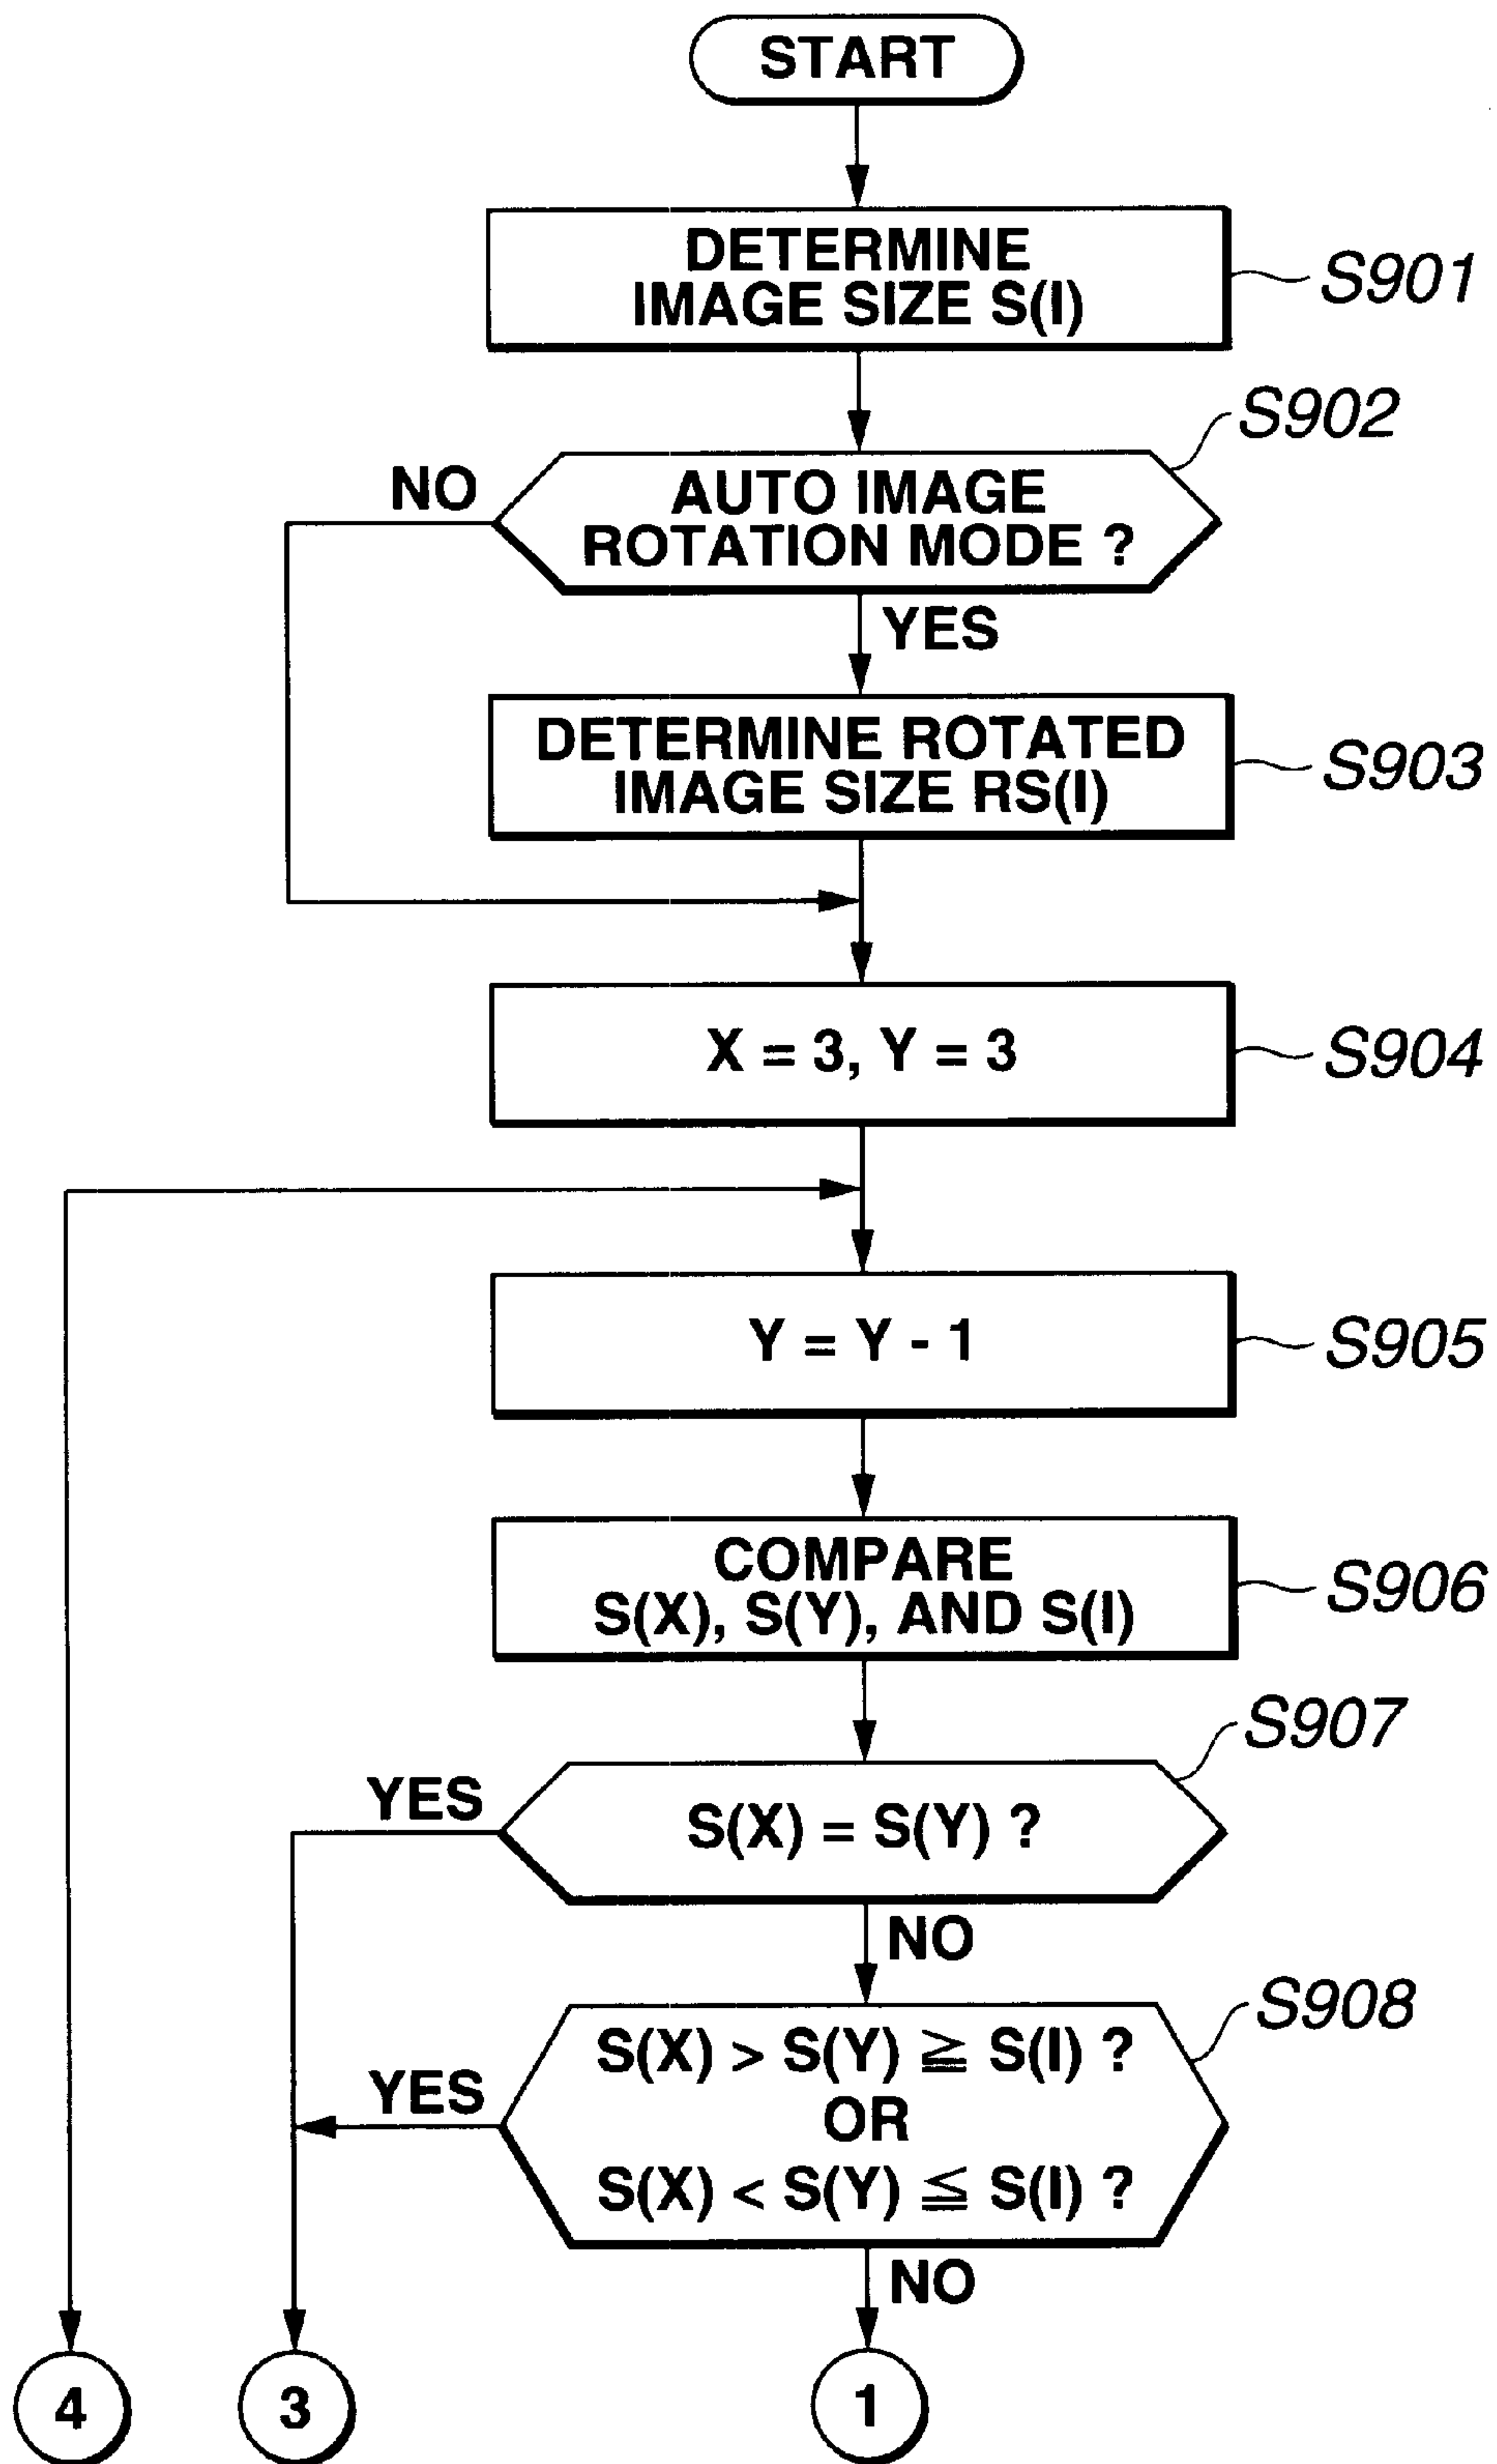 START
DETERMINE
IMAGE SIZE S(I)
S901
S902
NO
AUTO IMAGE
ROTATION MODE ?
YES
DETERMINE ROTATED
IMAGE SIZE RS(I)
S903
X = 3, Y = 3
S904
Y = Y - 1
S905
COMPARE
S(X), S(Y), AND S(I)
S906
S907
YES
S(X) = S(Y) ?
NO
S908
S(X) > S(Y) ≧ S(I) ?
YES
OR
S(X) < S(Y) ≦ S(I) ?
NO
4
3
1